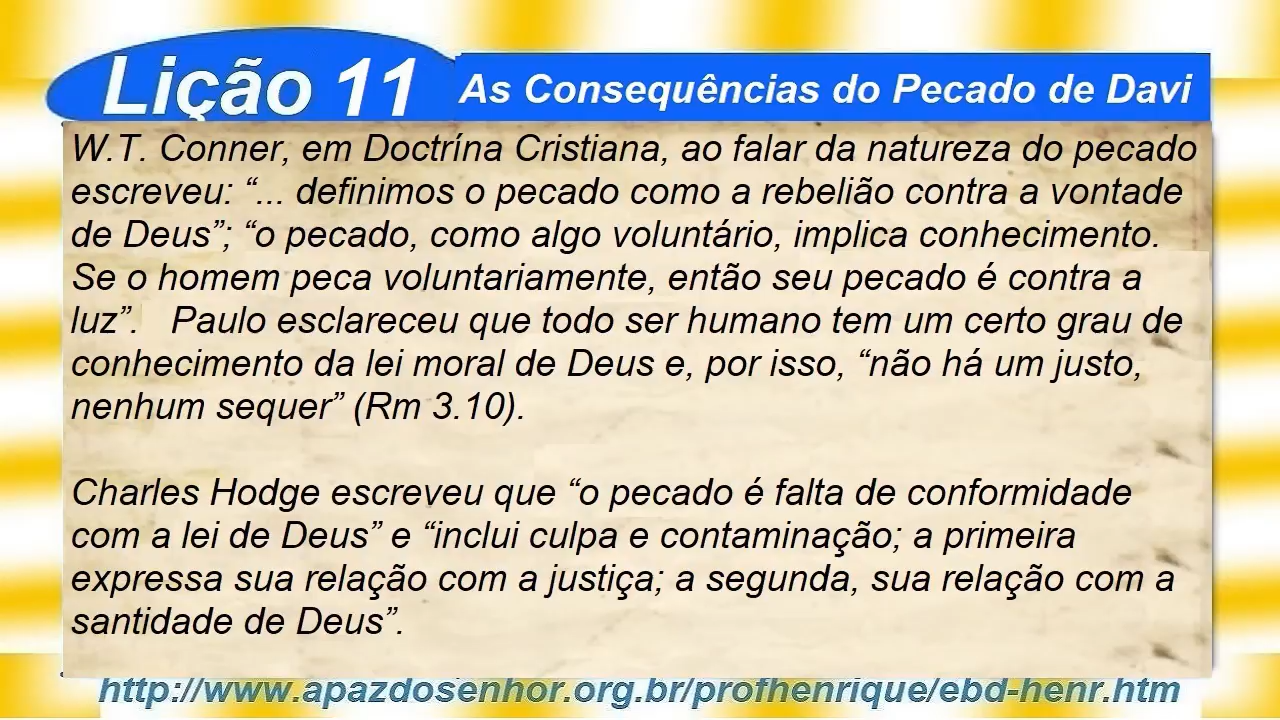 Lição 11
As Consequências do Pecado de Davi
W.T. Conner, em Doctrína Cristiana, ao falar da natureza do pecado
escreveu: “... definimos o pecado como a rebelião contra a vontade
de Deus”; “o pecado, como algo voluntário, implica conhecimento.
Se o homem peca voluntariamente, então seu pecado é contra a
luz”.   Paulo esclareceu que todo ser humano tem um certo grau de
conhecimento da lei moral de Deus e, por isso, “não há um justo,
nenhum sequer” (Rm 3.10).
Charles Hodge escreveu que “o pecado é falta de conformidade
com a lei de Deus” e “inclui culpa e contaminação; a primeira
expressa sua relação com a justiça; a segunda, sua relação com a
santidade de Deus”.
http://www.apazdosenhor.org.br/profhenrique/ebd-henr.htm